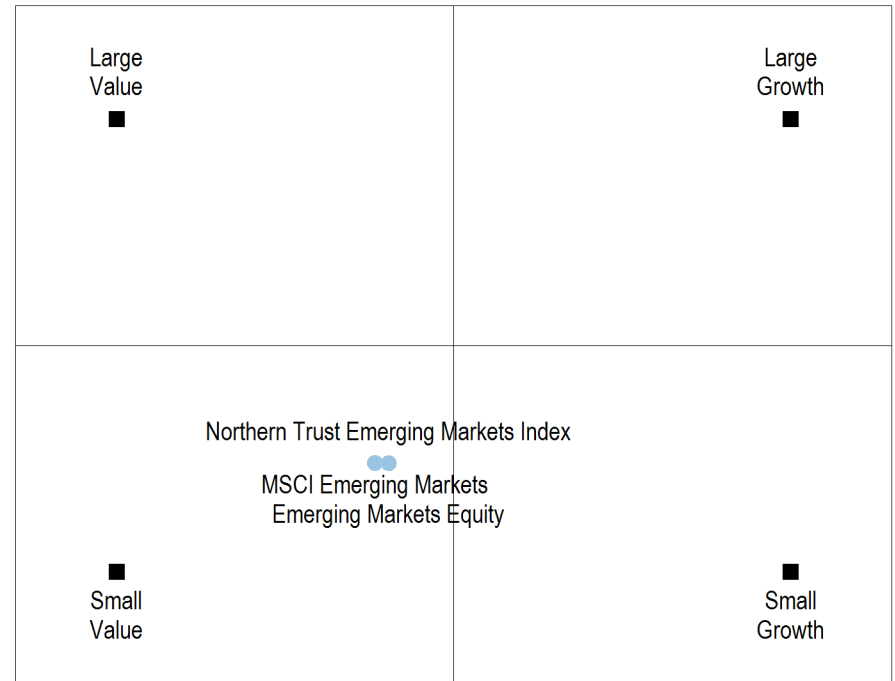 Large
Value
Large
Growth
Northern Trust Emerging Markets Index
MSCI Emerging Markets
Emerging Markets Equity
Small
Value
Small
Growth